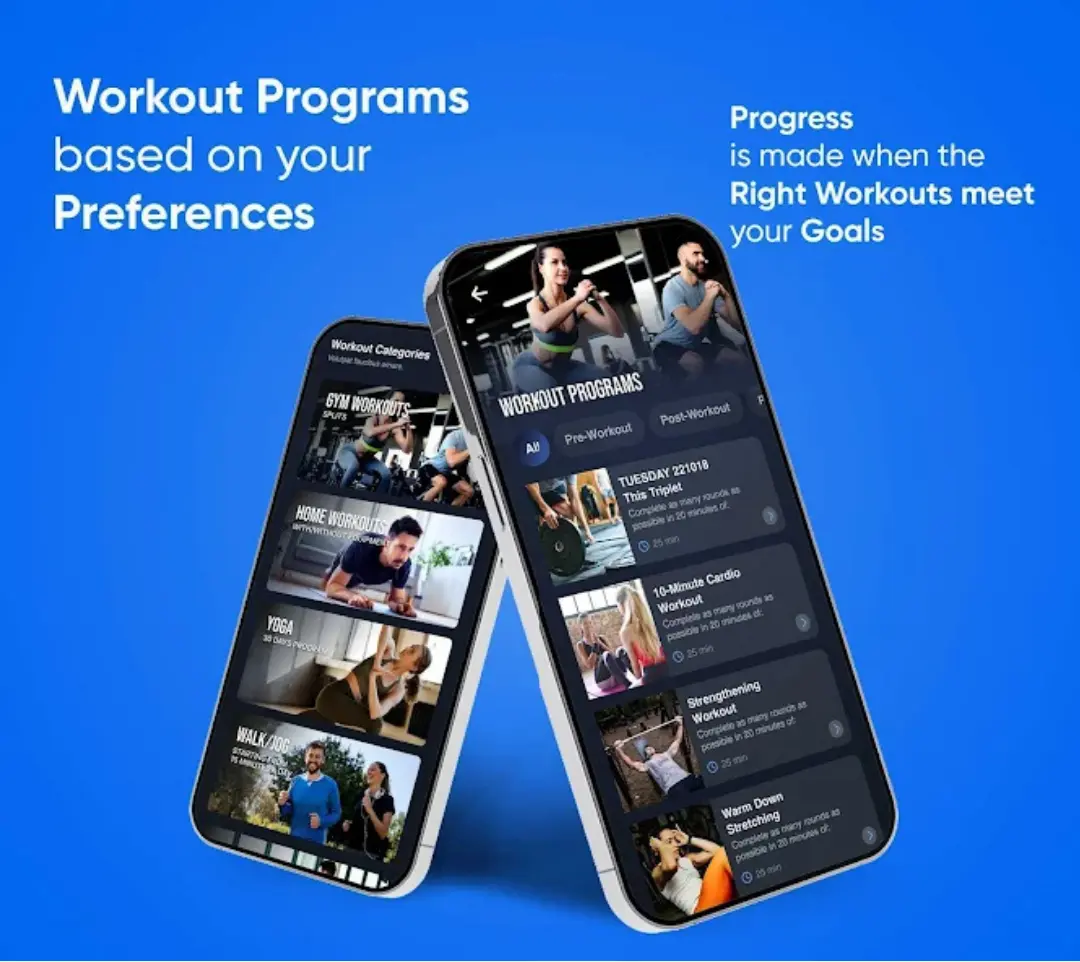 Workout Programs
based on your
Preferences
Progress
is made when the
Right Workouts meet
your Goals
Workout Categories
Volutpat faucibus ornare.
GYM WORKOUTS
SPLITS
HOME WORKOUTS
WITH/WITHOUT EQUIPMENT
YOGA
30 DAYS PROGRAM
WALK/JOG
STARTING FROM
15 MINUTES A DAY
WORKOUT PROGRAMS
All
Pre-Workout
Post-Workout
TUESDAY 221018
This Triplet
Complete as many rounds as
possible in 20 minutes of:
25 min
10-Minute Cardio
Workout
Complete as many rounds as
possible in 20 minutes of:
25 min
Strengthening
Workout
Complete as many rounds as
possible in 20 minutes of:
25 min
Warm Down
Stretching
Complete as many rounds as
possible in 20 minutes of:
25 min